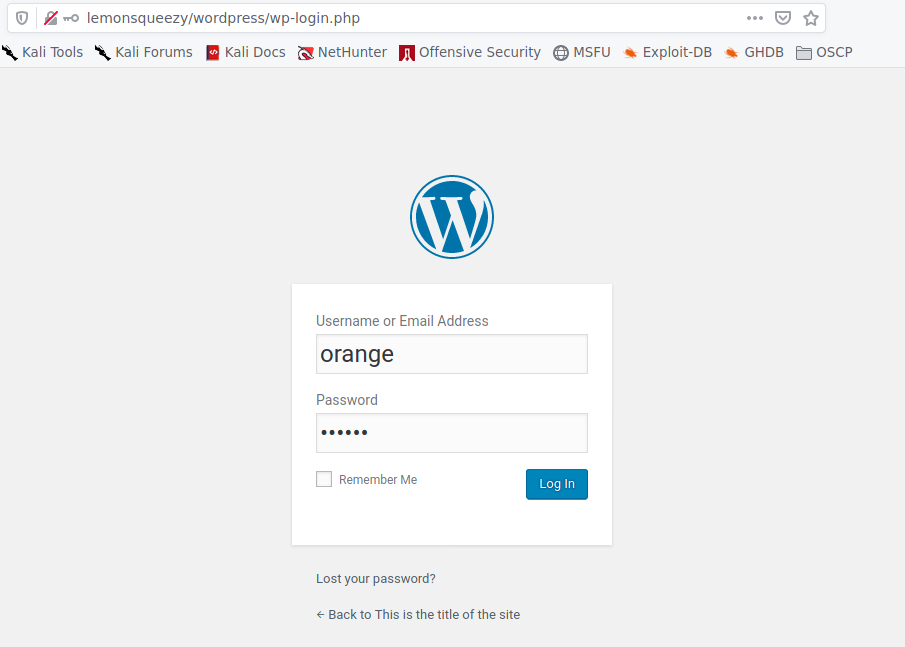 lemonsqueezy/wordpress/wp-login.php
Kali Tools Kali Forums Kali Docs NetHunter Offensive Security MSFU Exploit-DB GHDB OSCP
Username or Email Address
orange
Password
••••••
Remember Me Log In
Lost your password?
← Back to This is the title of the site